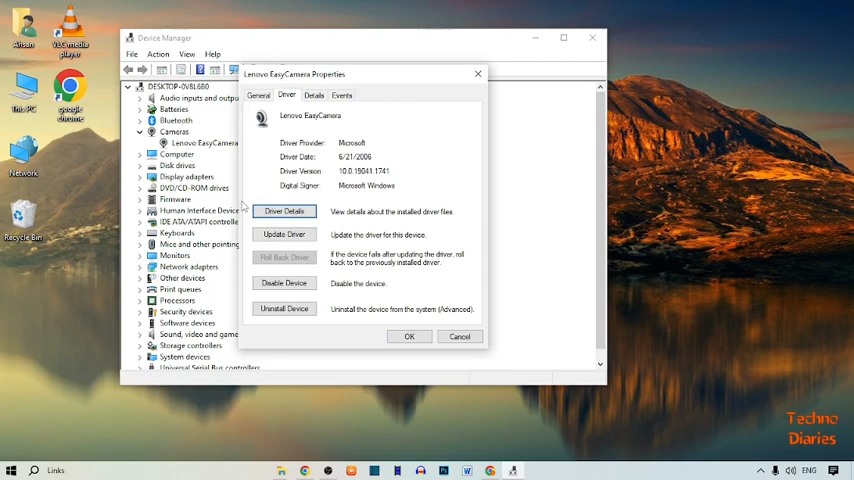 Ahsan
VLC media
player
This PC
google
chrome
Network
Recycle Bin
Device Manager
File Action View Help
DESKTOP-0V8L6B0
Audio inputs and outpu
Batteries
Bluetooth
Cameras
Lenovo EasyCamera
Computer
Disk drives
Display adapters
DVD/CD-ROM drives
Firmware
Human Interface Device
IDE ATA/ATAPI controlle
Keyboards
Mice and other pointing
Monitors
Network adapters
Other devices
Print queues
Processors
Security devices
Software devices
Sound, video and game
Storage controllers
System devices
Universal Serial Bus controllers
Lenovo EasyCamera Properties
General Driver Details Events
Lenovo EasyCamera
Driver Provider: Microsoft
Driver Date: 6/21/2006
Driver Version: 10.0.19041.1741
Digital Signer: Microsoft Windows
Driver Details View details about the installed driver files
Update Driver Update the driver for this device.
Roll Back Driver If the device fails after updating the driver, roll
back to the previously installed driver.
Disable Device Disable the device.
Uninstall Device Uninstall the device from the system (Advanced).
OK Cancel
Techno
Diaries
Links
ENG